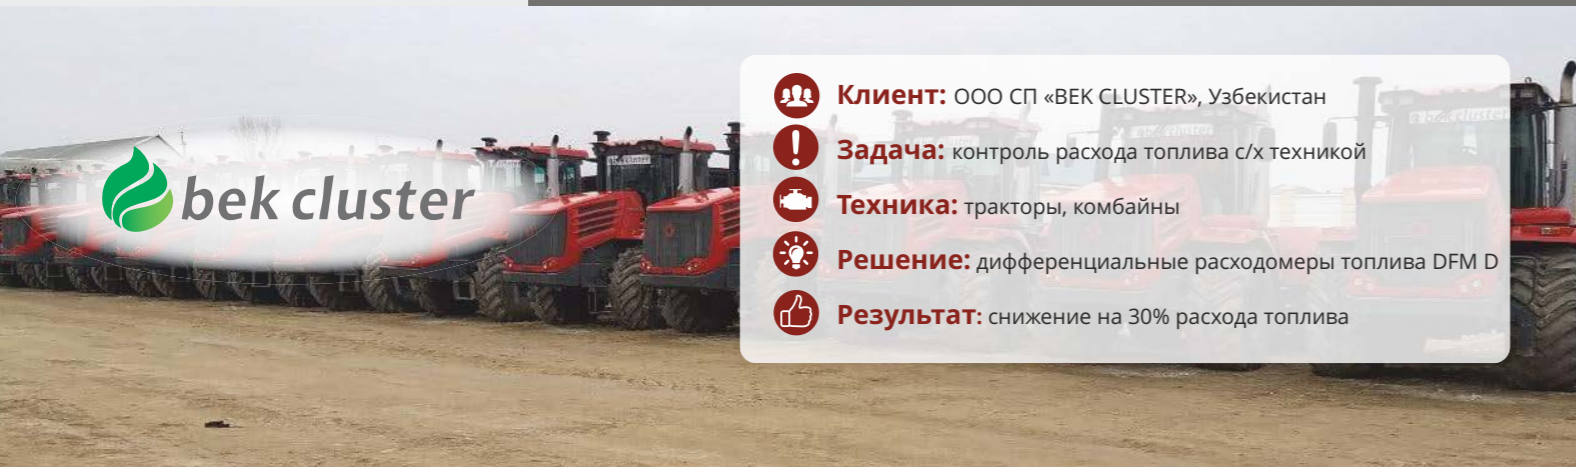 bek cluster
Клиент: ООО СП «BEK CLUSTER», Узбекистан
Задача: контроль расхода топлива с/х техникой
Техника: тракторы, комбайны
Решение: дифференциальные расходомеры топлива DFM D
Результат: снижение на 30% расхода топлива